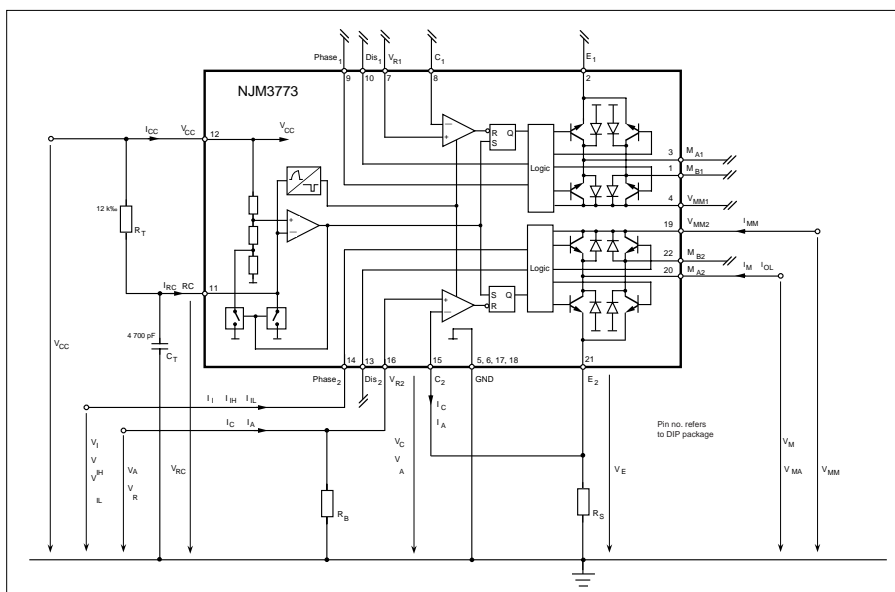 Phase1 Dis1 VR1 C1 E1
9 10 7 8 2
NJM3773
ICC VCC 12 VCC
R Q
S
3 MA1
1 MB1
Logic
4 VMM1
12 k‰
RT
VMM2
19 IMM
22 MB2
20 MA2 IM IOL
Logic
S Q
R
IRC RC 11
4 700 pF
CT
14 13 16 15 5, 6, 17, 18 21
Phase2 Dis2 VR2 C2 GND E2
VCC
II IIH IIL
IC IA
IC
IA
Pin no. refers
to DIP package
VI
V
IH
V
IL
VA
V
R
VRC
VC
V
A
VE
VM
VMA
VMM
RB
RS